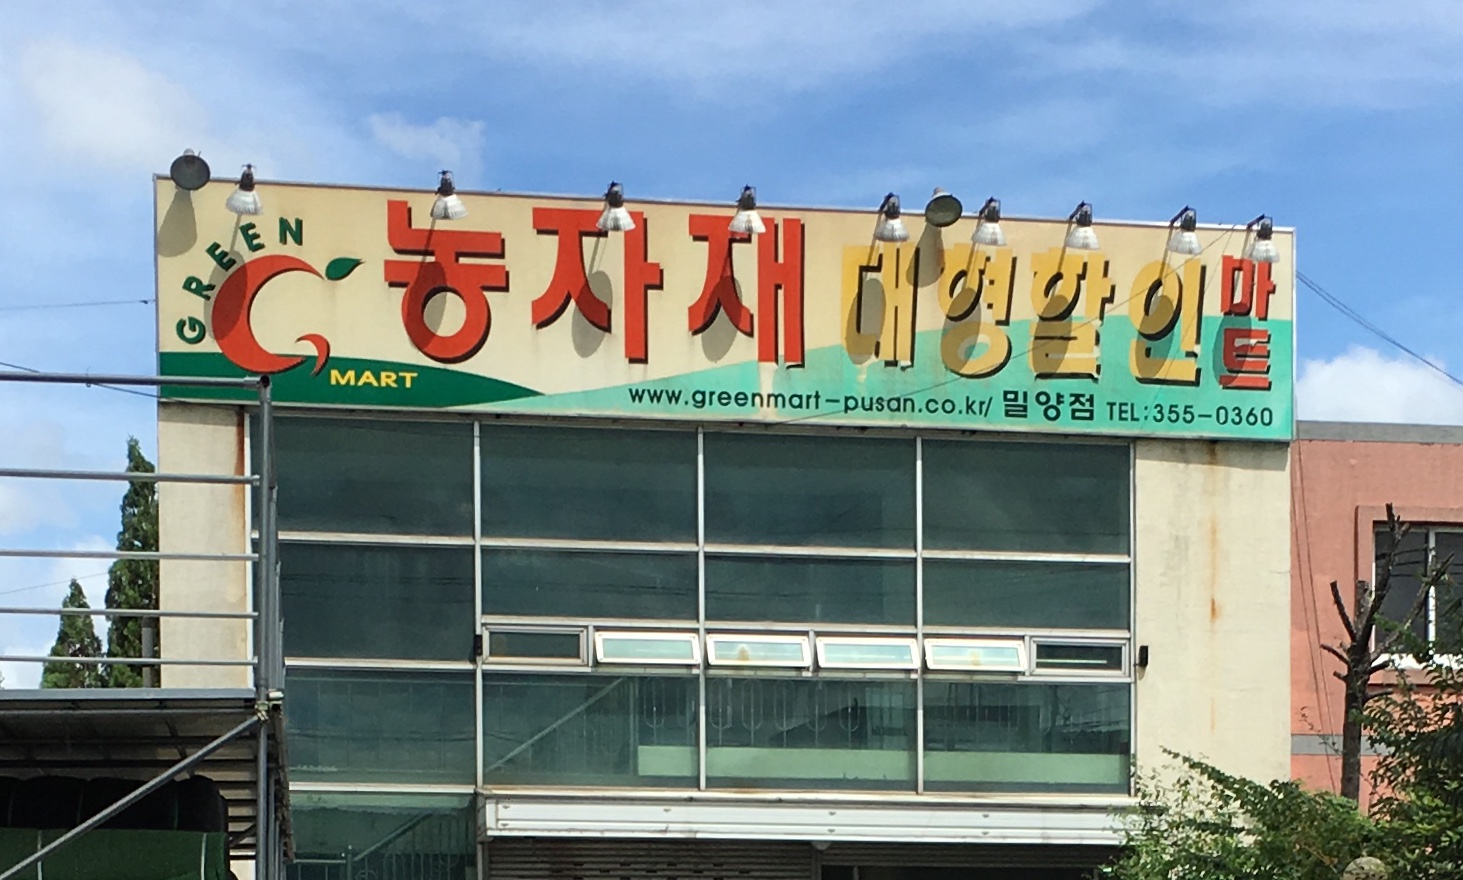 GREEN
MART
농자재 대형할인 마트
www.greenmart-pusan.co.kr/ 밀양점 TEL:355-0360